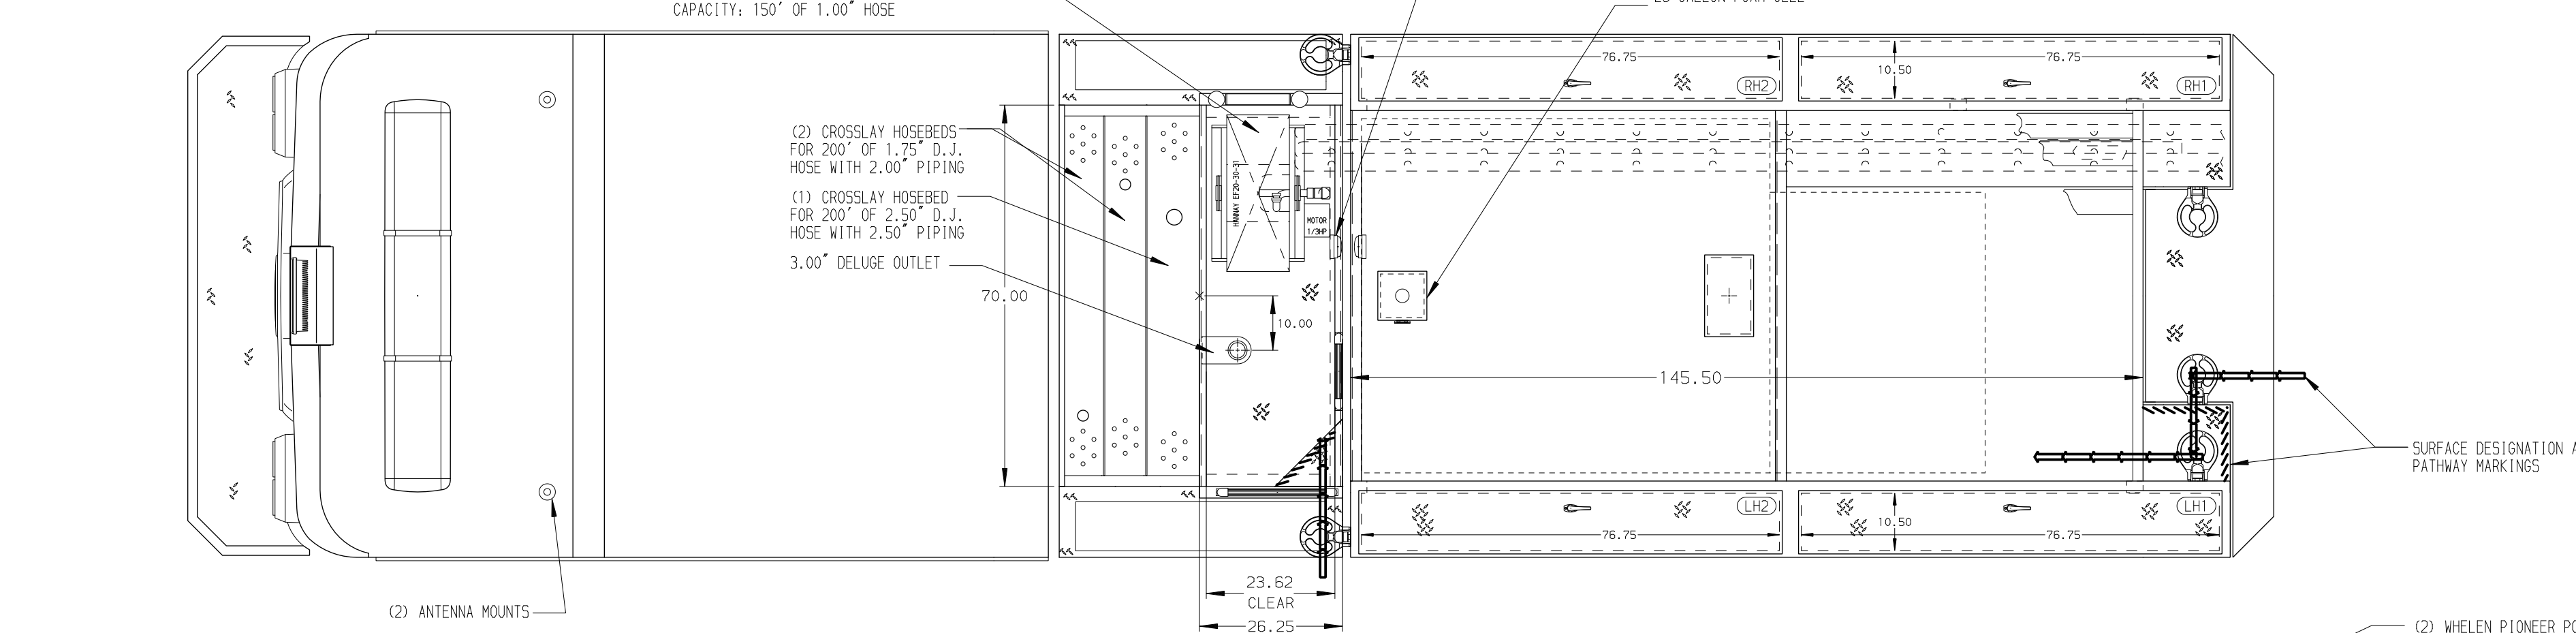 CAPACITY: 150' OF 1.00" HOSE
76.75
10.50
76.75
RH2
RH1
(2) CROSSLAY HOSEBEDS
FOR 200' OF 1.75" D.J.
HOSE WITH 2.00" PIPING
(1) CROSSLAY HOSEBED
FOR 200' OF 2.50" D.J.
HOSE WITH 2.50" PIPING
3.00" DELUGE OUTLET
HANNAY EF20-30-31
MOTOR
1/3HP
70.00
10.00
145.50
SURFACE DESIGNATION A
PATHWAY MARKINGS
LH2
LH1
10.50
76.75
76.75
23.62
CLEAR
26.25
(2) ANTENNA MOUNTS
(2) WHELEN PIONEER